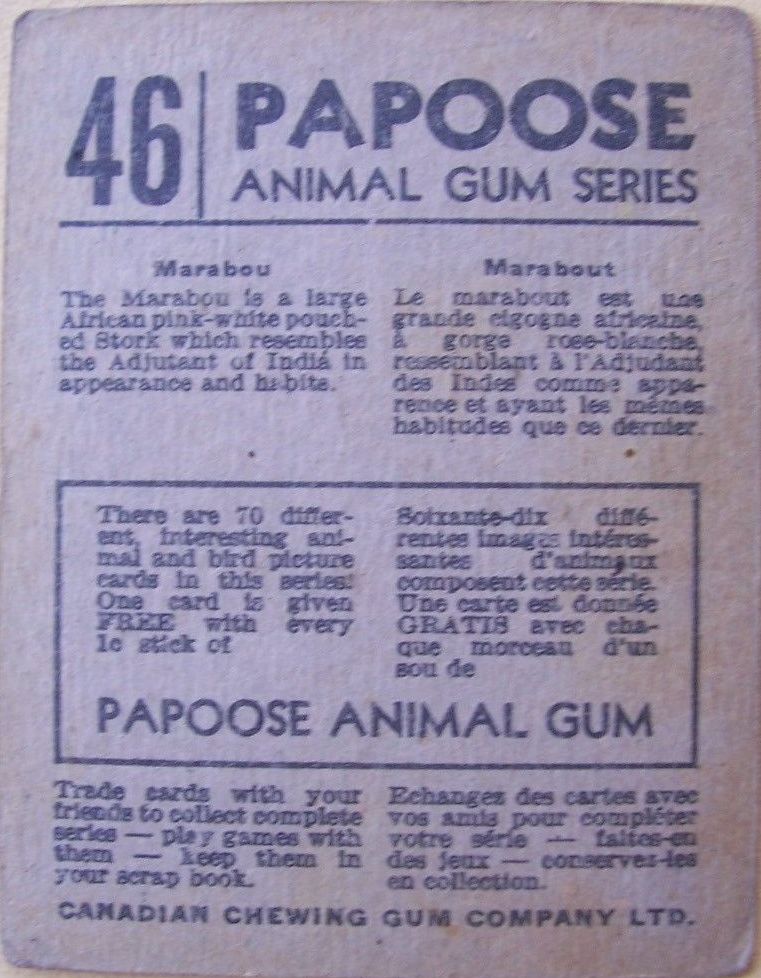 46
PAPOOSE
ANIMAL GUM SERIES
Marabou
The Marabou is a large
African pink-white pouch-
ed Stork which resembles
the Adjutant of India in
appearance and habits.
Marabout
Le marabout est une
grande cigogne africaine,
à gorge rose-blanche,
ressemblant à l'Adjudant
des Indes comme appa-
rence et ayant les mêmes
habitudes que ce dernier.
There are 70 differ-
ent, interesting ani-
mal and bird picture
cards in this series.
One card is given
FREE with every
1c stick of
Soixante-dix diffé-
rentes images intéres-
santes d'animaux
composent cette série.
Une carte est donnée
GRATIS avec cha-
que morceau d'un
sou de
PAPOOSE ANIMAL GUM
Trade cards with your
friends to collect complete
series — play games with
them — keep them in
your scrap book.
Echangez des cartes avec
vos amis pour compléter
votre série — faites-en
des jeux — conservez-les
en collection.
CANADIAN CHEWING GUM COMPANY LTD.